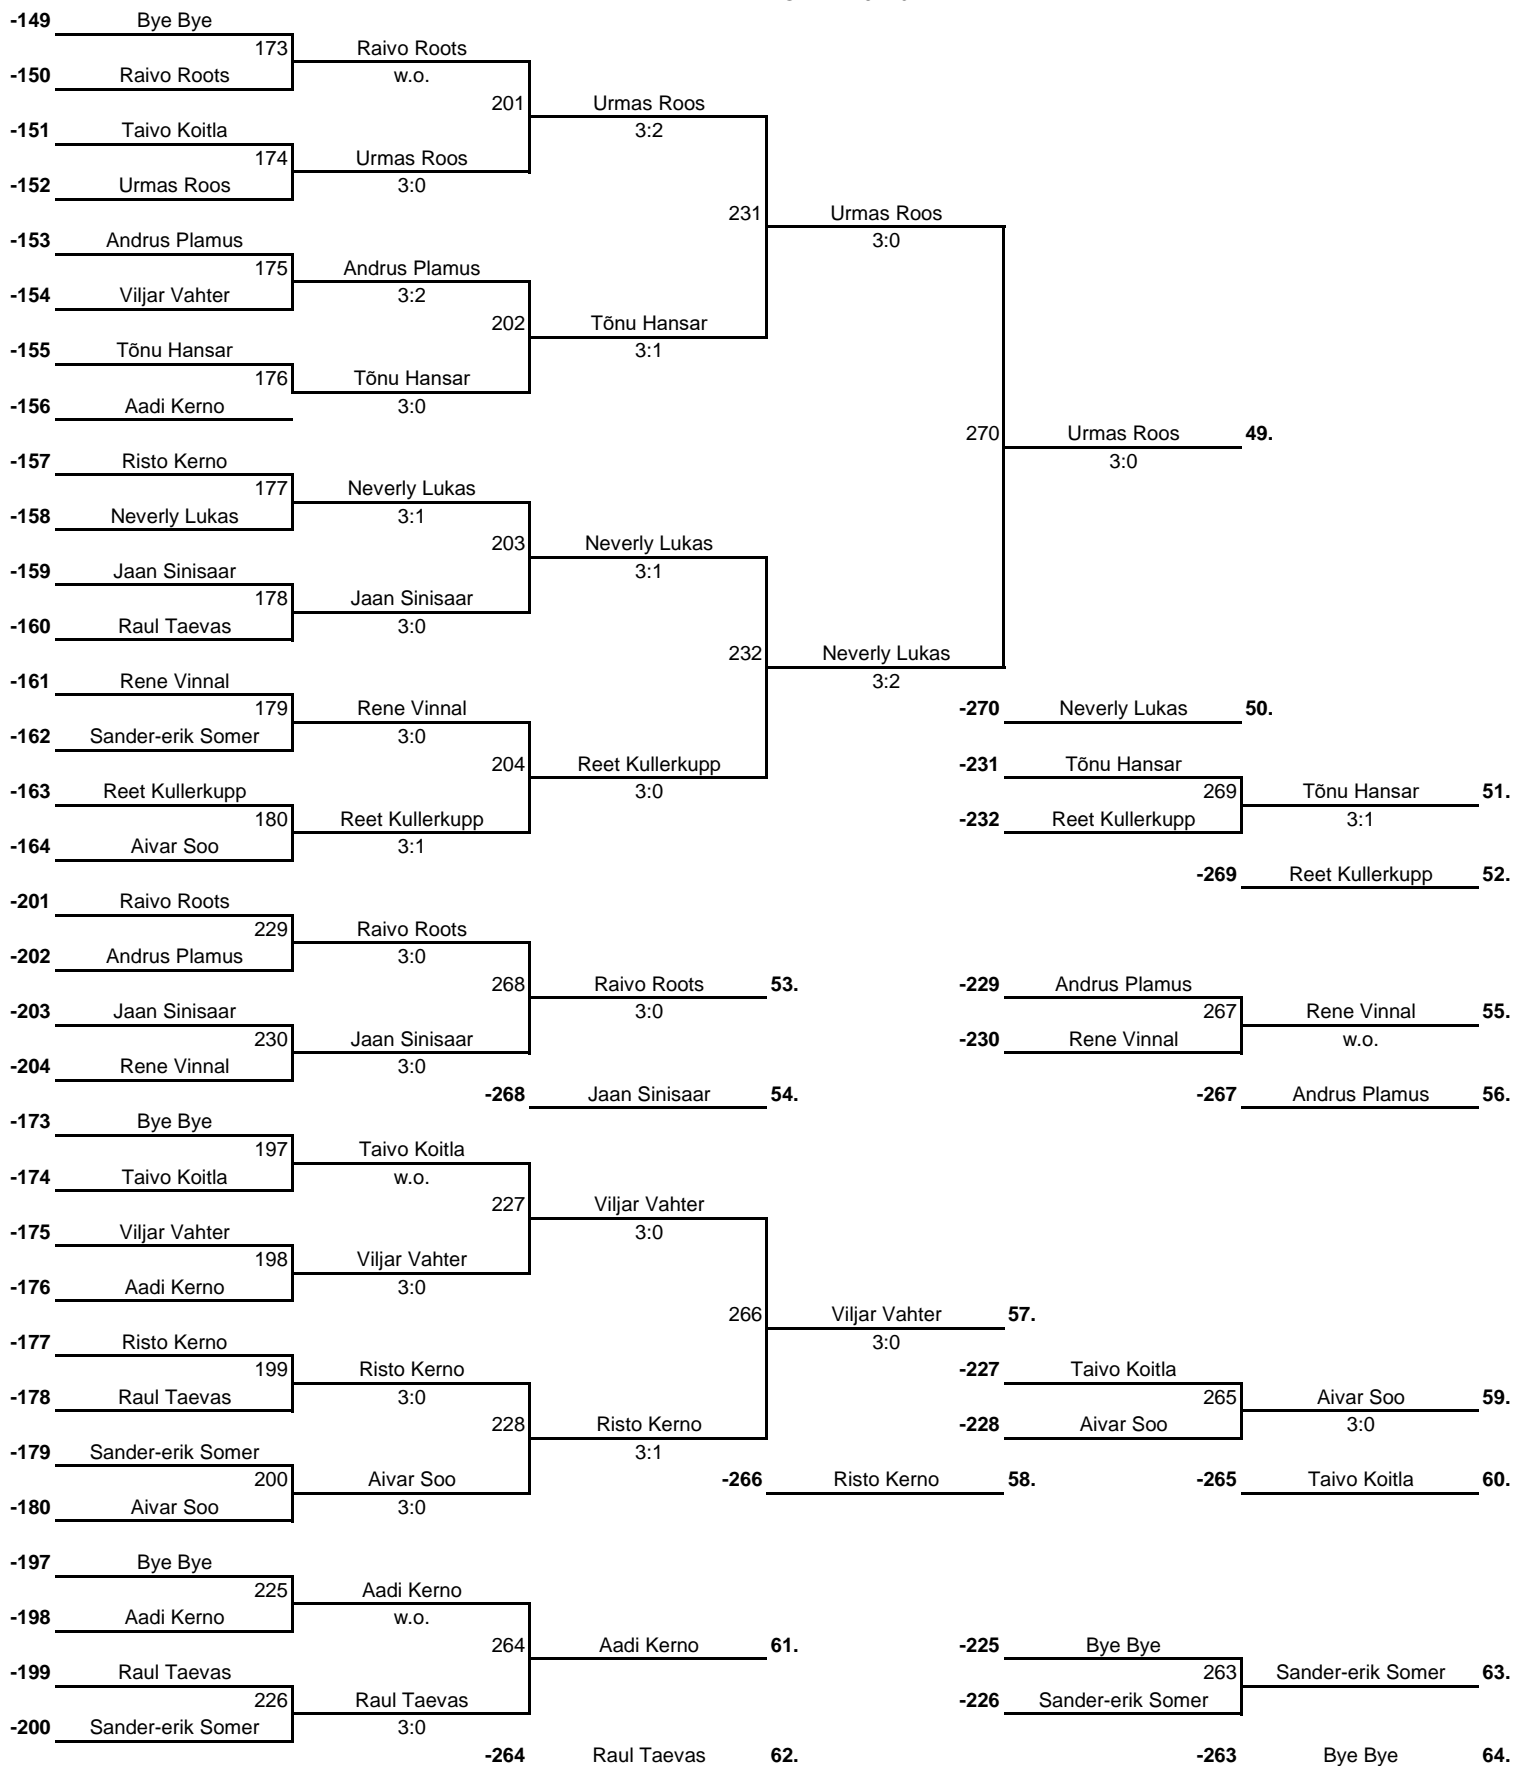 -149 Bye Bye
173 Raivo Roots
-150 Raivo Roots w.o.
201 Urmas Roos
-151 Taivo Koitla 3:2
174 Urmas Roos
-152 Urmas Roos 3:0
231 Urmas Roos
-153 Andrus Plamus 3:0
175 Andrus Plamus
-154 Viljar Vahter 3:2
202 Tõnu Hansar
-155 Tõnu Hansar 3:1
176 Tõnu Hansar
-156 Aadi Kerno 3:0
270 Urmas Roos 49.
-157 Risto Kerno 3:0
177 Neverly Lukas
-158 Neverly Lukas 3:1
203 Neverly Lukas
-159 Jaan Sinisaar 3:1
178 Jaan Sinisaar
-160 Raul Taevas 3:0
232 Neverly Lukas
-161 Rene Vinnal 3:2
179 Rene Vinnal -270 Neverly Lukas 50.
-162 Sander-erik Somer 3:0
204 Reet Kullerkupp -231 Tõnu Hansar
-163 Reet Kullerkupp 3:0 269 Tõnu Hansar 51.
180 Reet Kullerkupp -232 Reet Kullerkupp 3:1
-164 Aivar Soo 3:1
-269 Reet Kullerkupp 52.
-201 Raivo Roots
229 Raivo Roots
-202 Andrus Plamus 3:0
268 Raivo Roots 53. -229 Andrus Plamus
-203 Jaan Sinisaar 3:0 267 Rene Vinnal 55.
230 Jaan Sinisaar -230 Rene Vinnal w.o.
-204 Rene Vinnal 3:0
-268 Jaan Sinisaar 54. -267 Andrus Plamus 56.
-173 Bye Bye
197 Taivo Koitla
-174 Taivo Koitla w.o.
227 Viljar Vahter
-175 Viljar Vahter 3:0
198 Viljar Vahter
-176 Aadi Kerno 3:0
266 Viljar Vahter 57.
-177 Risto Kerno 3:0
199 Risto Kerno -227 Taivo Koitla
-178 Raul Taevas 3:0 265 Aivar Soo 59.
228 Risto Kerno -228 Aivar Soo 3:0
-179 Sander-erik Somer 3:1
200 Aivar Soo -266 Risto Kerno 58. -265 Taivo Koitla 60.
-180 Aivar Soo 3:0
-197 Bye Bye
225 Aadi Kerno
-198 Aadi Kerno w.o.
264 Aadi Kerno 61. -225 Bye Bye
-199 Raul Taevas 263 Sander-erik Somer 63.
226 Raul Taevas -226 Sander-erik Somer
-200 Sander-erik Somer 3:0
-264 Raul Taevas 62. -263 Bye Bye 64.